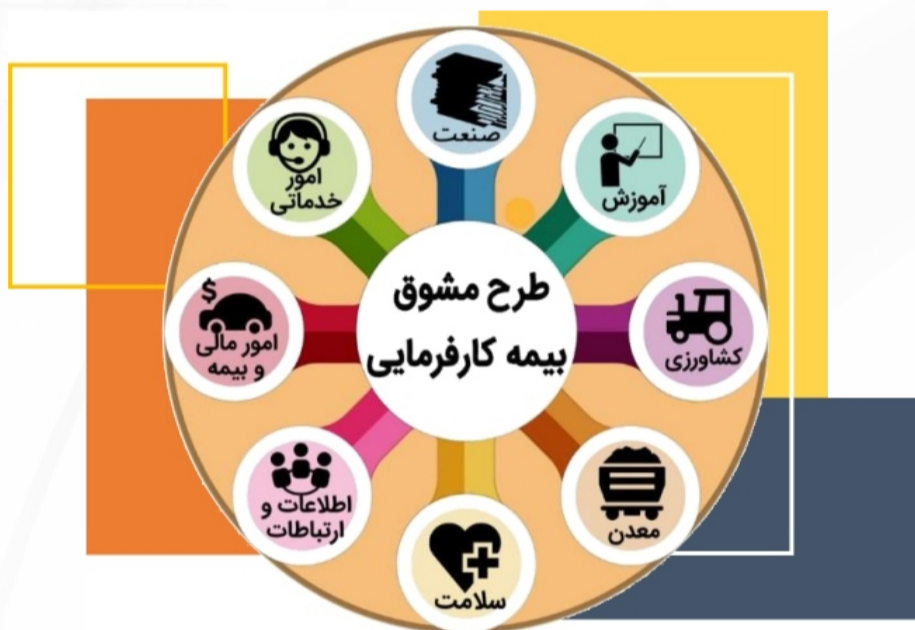 طرح مشوق
بیمه کارفرمایی
صنعت
آموزش
کشاورزی
معدن
سلامت
اطلاعات و
ارتباطات
$
امور مالی
و بیمه
امور
خدماتی